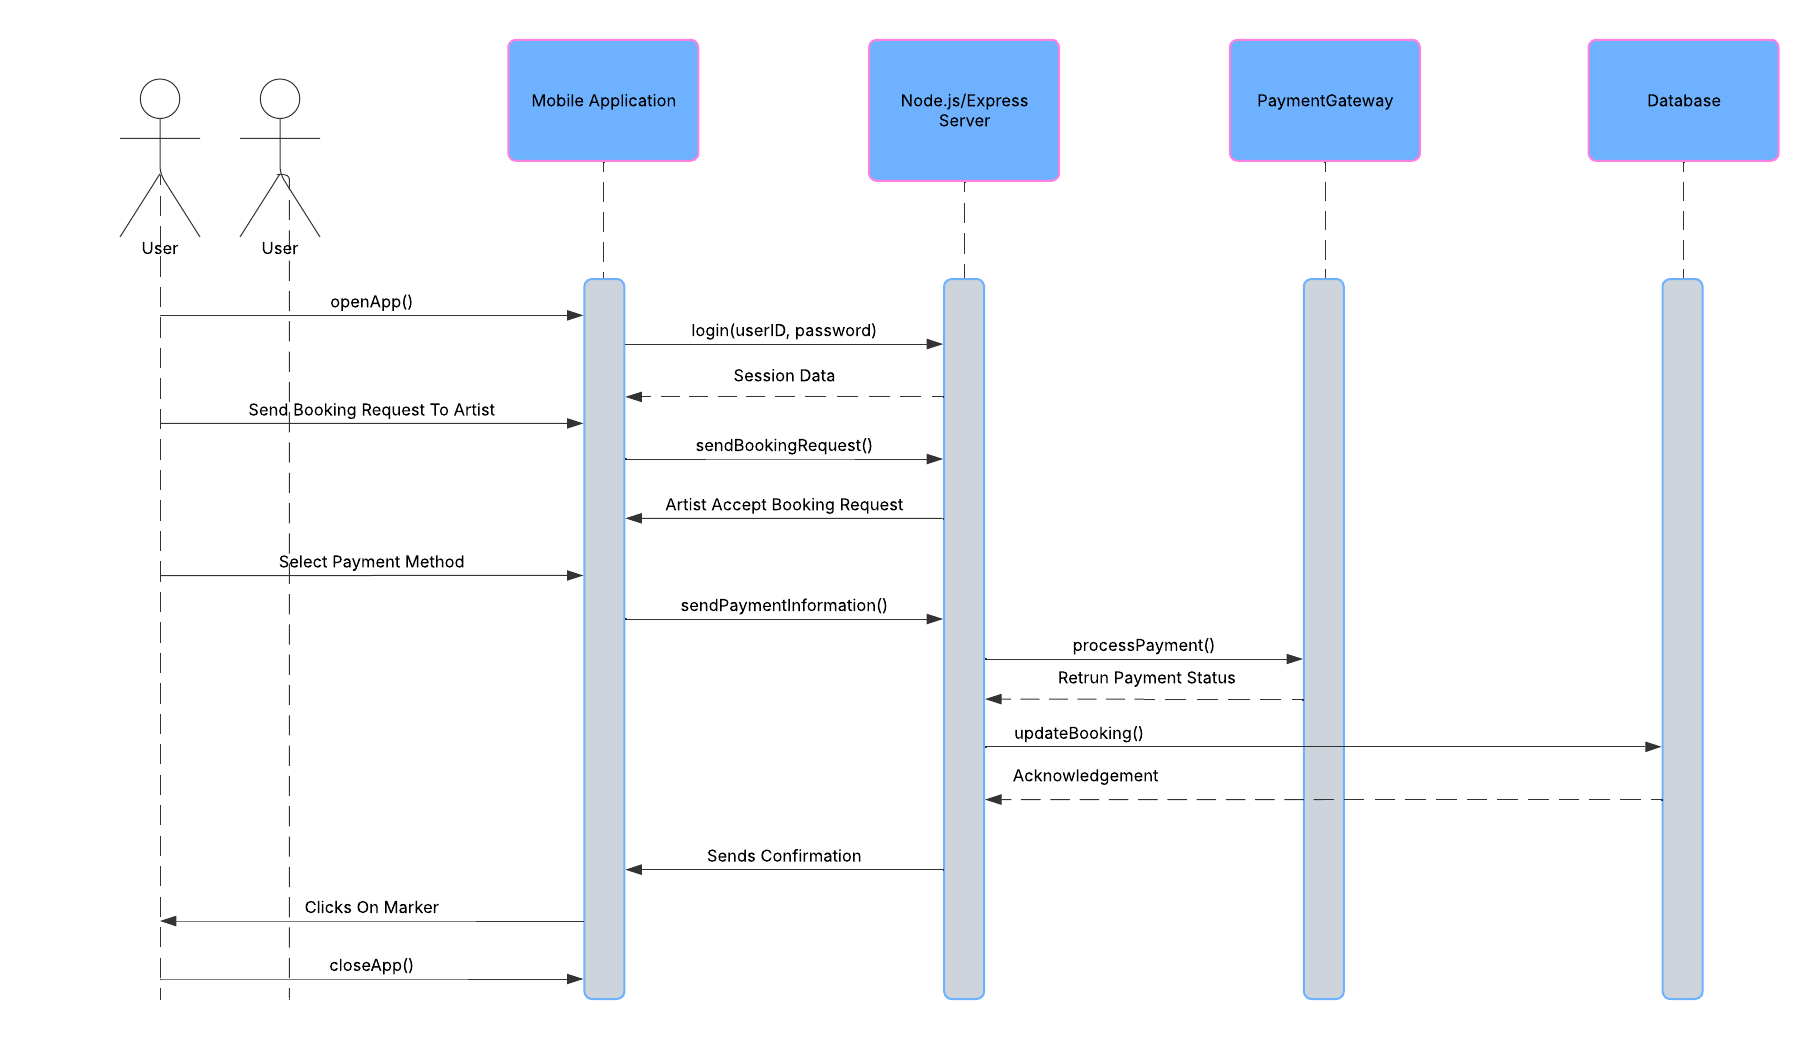 Mobile Application
Node.js/Express
Server
PaymentGateway
Database
User
User
openApp()
login(userID, password)
Session Data
Send Booking Request To Artist
sendBookingRequest()
Artist Accept Booking Request
Select Payment Method
sendPaymentInformation()
processPayment()
Retrun Payment Status
updateBooking()
Acknowledgement
Sends Confirmation
Clicks On Marker
closeApp()